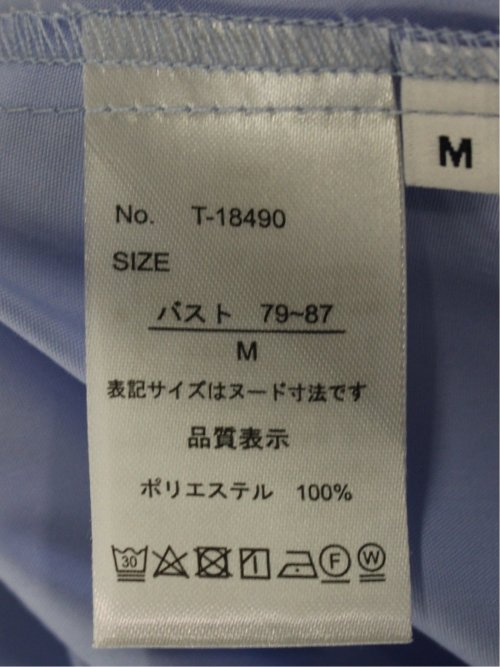 No. T-18490
M
SIZE
バスト 79~87
M
表記サイズはヌード寸法です
品質表示
ポリエステル 100%
30 F W